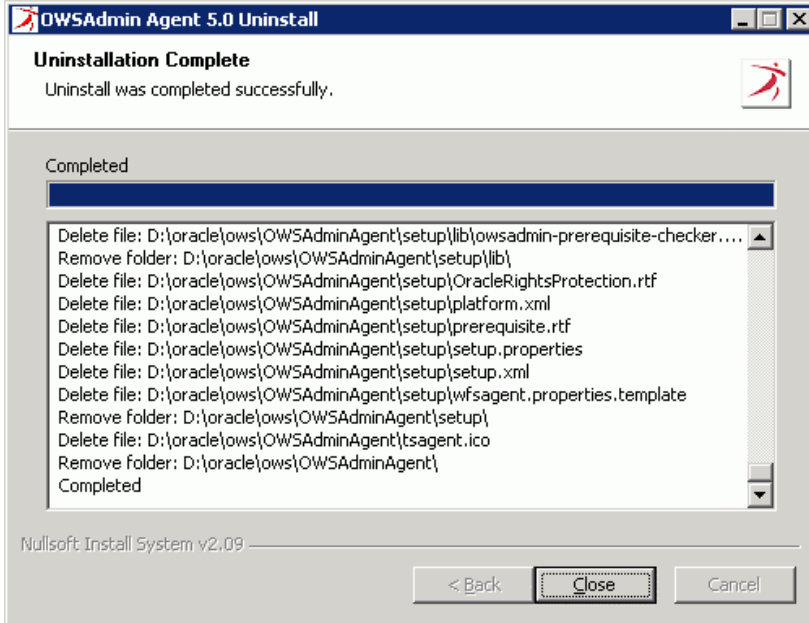 OWSAdmin Agent 5.0 Uninstall
Uninstallation Complete
Uninstall was completed successfully.
Completed
Delete file: D:\oracle\ows\OWSAdminAgent\setup\lib\owsadmin-prerequisite-checker....
Remove folder: D:\oracle\ows\OWSAdminAgent\setup\lib\
Delete file: D:\oracle\ows\OWSAdminAgent\setup\OracleRightsProtection.rtf
Delete file: D:\oracle\ows\OWSAdminAgent\setup\platform.xml
Delete file: D:\oracle\ows\OWSAdminAgent\setup\prerequisite.rtf
Delete file: D:\oracle\ows\OWSAdminAgent\setup\setup.properties
Delete file: D:\oracle\ows\OWSAdminAgent\setup\setup.xml
Delete file: D:\oracle\ows\OWSAdminAgent\setup\wfsagent.properties.template
Remove folder: D:\oracle\ows\OWSAdminAgent\setup\
Delete file: D:\oracle\ows\OWSAdminAgent\tsagent.ico
Remove folder: D:\oracle\ows\OWSAdminAgent\
Completed
Nullsoft Install System v2.09
< Back Close Cancel